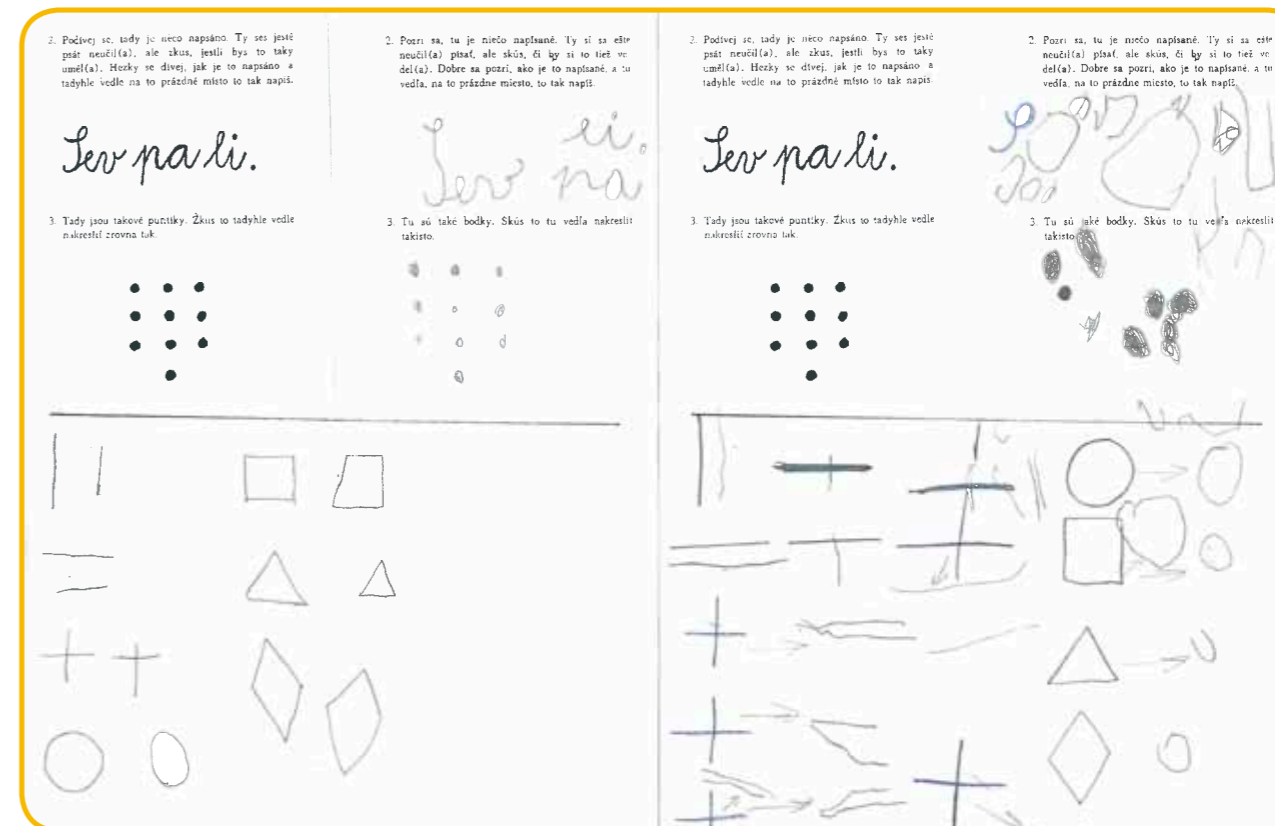 2. Podívej se, tady je něco napsáno. Ty ses ještě
psát neučil(a), ale zkus, jestli bys to taky
uměl(a). Hezky se dívej, jak je to napsáno a
tadyhle vedle na to prázdné místo to tak napiš.
Jev pa li.
3. Tady jsou takové puntíky. Zkus to tadyhle vedle
nakreslit zrovna tak.
2. Pozri sa, tu je niečo napísané. Ty si sa ešte
neučil(a) písať, ale skús, či by si to tiež ve-
del(a). Dobre sa pozri, ako je to napísané, a tu
vedľa, na to prázdne miesto, to tak napíš.
li.
Jev pa
3. Tu sú také bodky. Skús to tu vedľa nakresliť
takisto.
2. Podívej se, tady je něco napsáno. Ty ses ještě
psát neučil(a), ale zkus, jestli bys to taky
uměl(a). Hezky se dívej, jak je to napsáno a
tadyhle vedle na to prázdné místo to tak napiš.
Jev pa li.
3. Tady jsou takové puntíky. Zkus to tadyhle vedle
nakreslit zrovna tak.
2. Pozri sa, tu je niečo napísané. Ty si sa ešte
neučil(a) písať, ale skús, či by si to tiež ve-
del(a). Dobre sa pozri, ako je to napísané, a tu
vedľa, na to prázdne miesto, to tak napíš.
3. Tu sú také bodky. Skús to tu vedľa nakresliť
takisto